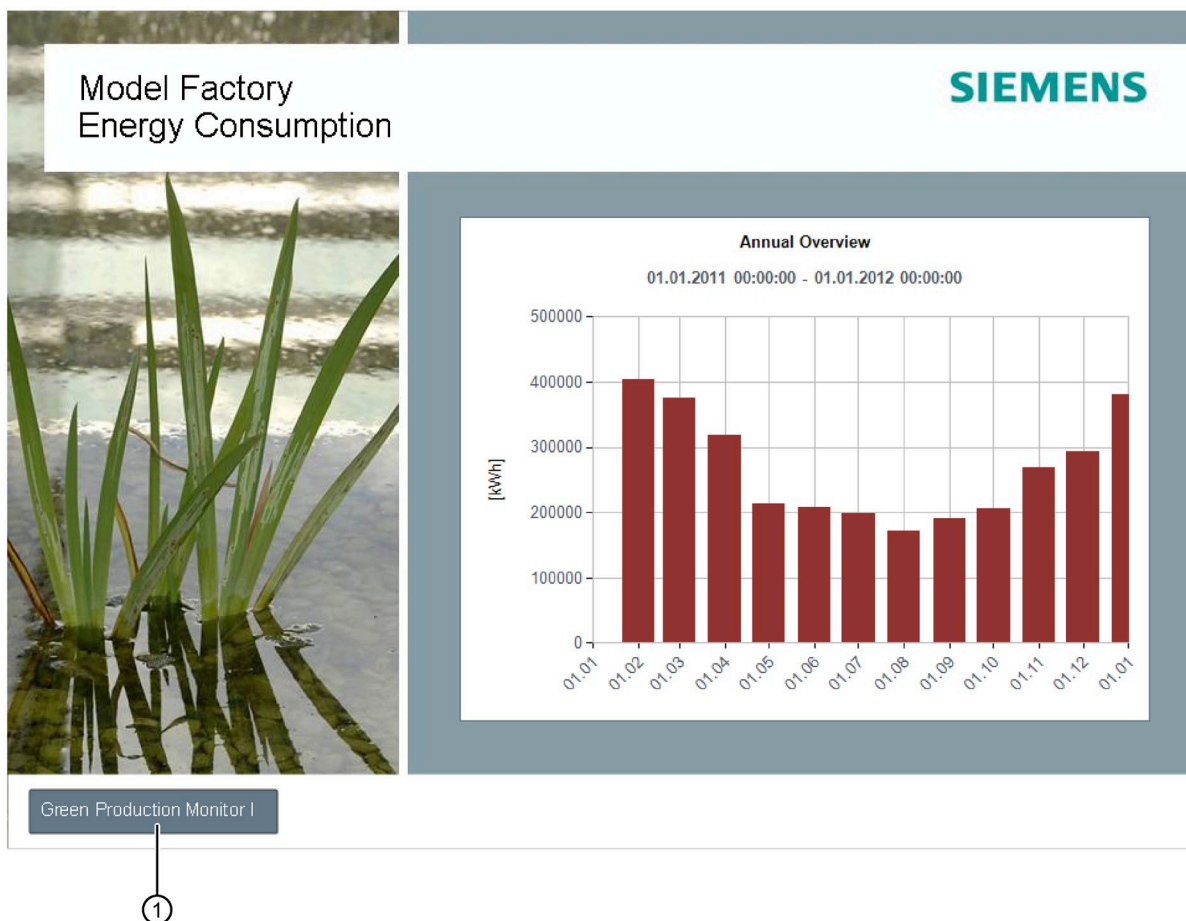 Model Factory
Energy Consumption
SIEMENS
Annual Overview
01.01.2011 00:00:00 - 01.01.2012 00:00:00
500000
400000
300000
200000
100000
0
[kWh]
01.01 01.02 01.03 01.04 01.05 01.06 01.07 01.08 01.09 01.10 01.11 01.12 01.01
Green Production Monitor I
1